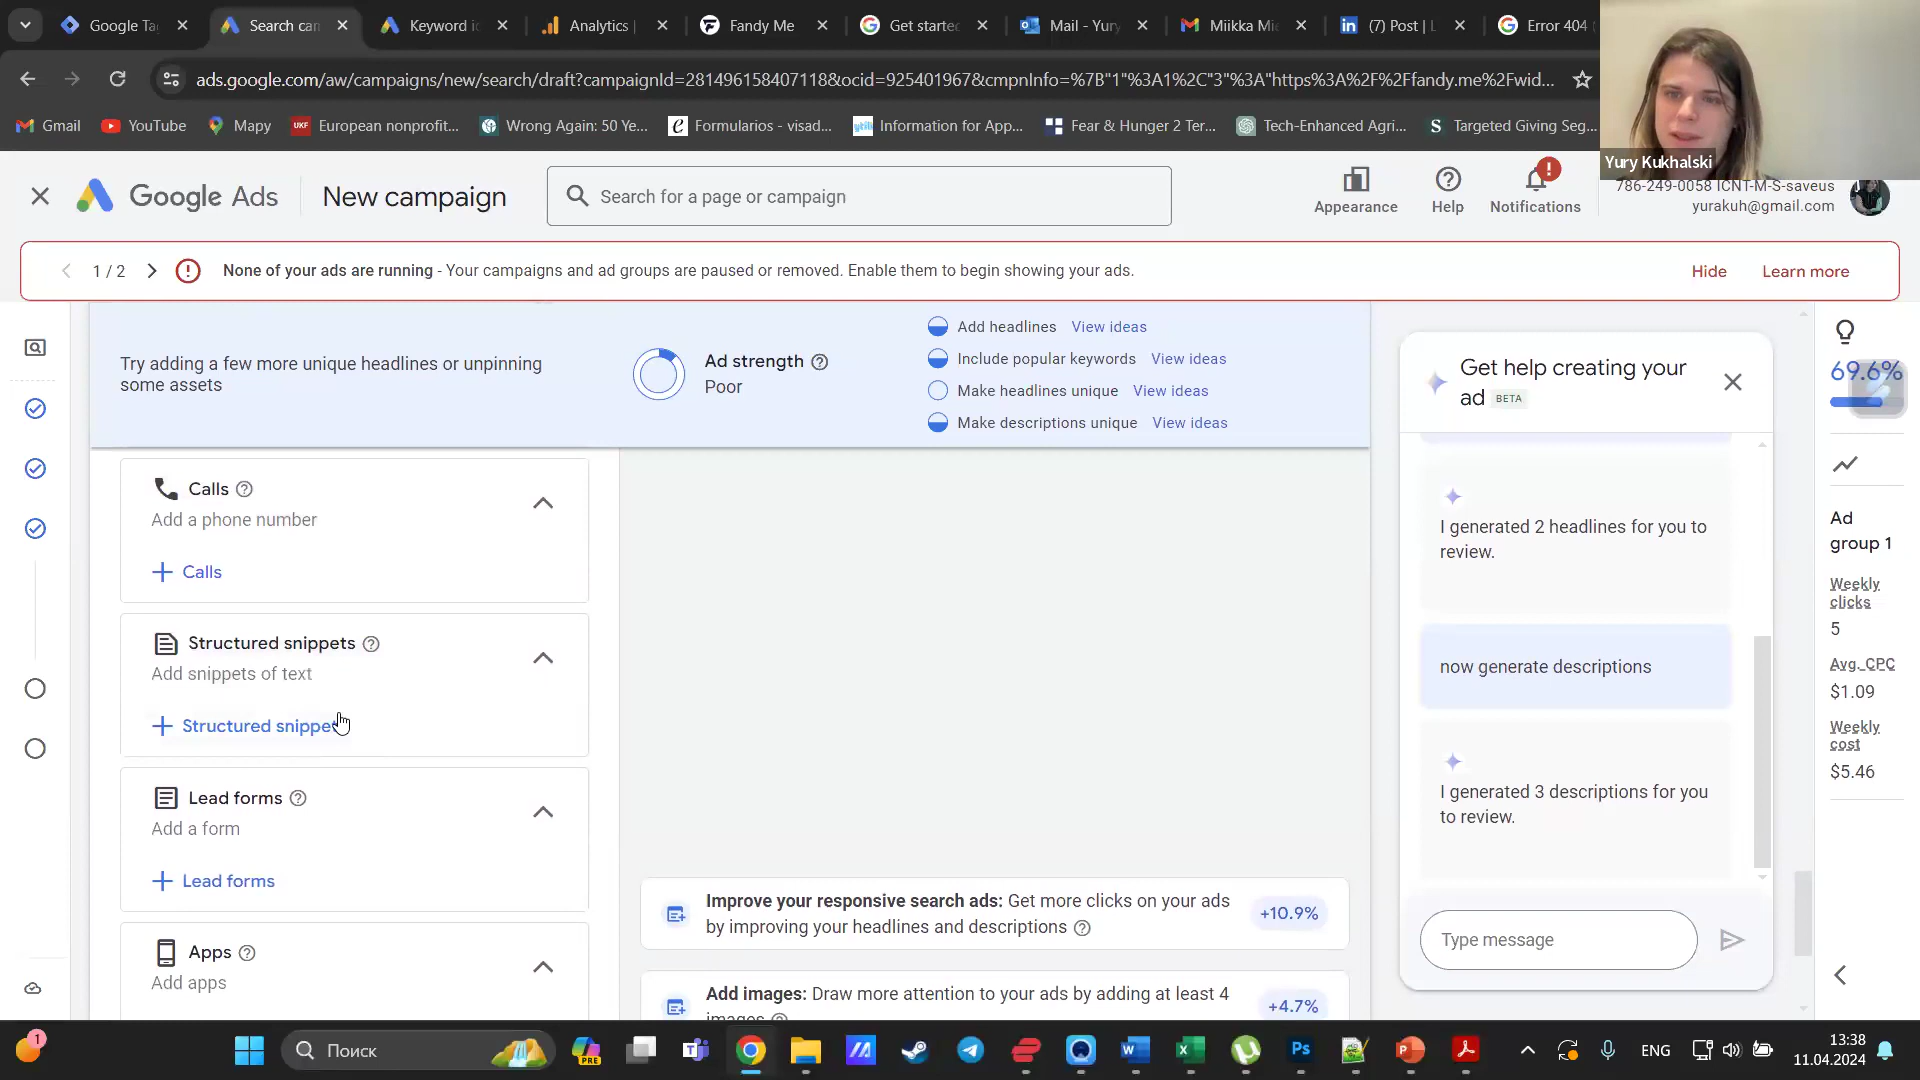 Google Ta
Search can
Keyword i
Analytics |
Fandy Me
Get starte
Mail - Yury
Miikka Mi
(7) Post | L
Error 404
ads.google.com/aw/campaigns/new/search/draft?campaignId=281496158407118&ocid=925401967&cmpnInfo=%7B"1"%3A1%2C"3"%3A"https%3A%2F%2Ffandy.me%2Fwid...
Gmail
YouTube
Mapy
European nonprofit...
Wrong Again: 50 Ye...
Formularios - visad...
Information for App...
Fear & Hunger 2 Ter...
Tech-Enhanced Agri...
Targeted Giving Seg...
Yury Kukhalski
Google Ads
New campaign
Search for a page or campaign
Appearance
Help
Notifications
786-249-0058 ICNT-M-S-saveus
yurakuh@gmail.com
1 / 2
None of your ads are running - Your campaigns and ad groups are paused or removed. Enable them to begin showing your ads.
Hide
Learn more
Try adding a few more unique headlines or unpinning
some assets
Ad strength
Poor
Add headlines View ideas
Include popular keywords View ideas
Make headlines unique View ideas
Make descriptions unique View ideas
Calls
Add a phone number
Calls
Structured snippets
Add snippets of text
Structured snippet
Lead forms
Add a form
Lead forms
Apps
Add apps
Improve your responsive search ads: Get more clicks on your ads
by improving your headlines and descriptions
+10.9%
Add images: Draw more attention to your ads by adding at least 4
images
+4.7%
Get help creating your
ad BETA
I generated 2 headlines for you to
review.
now generate descriptions
I generated 3 descriptions for you
to review.
Type message
69.6%
Ad
group 1
Weekly
clicks
5
Avg. CPC
$1.09
Weekly
cost
$5.46
1
Поиск
PRE
ENG
13:38
11.04.2024